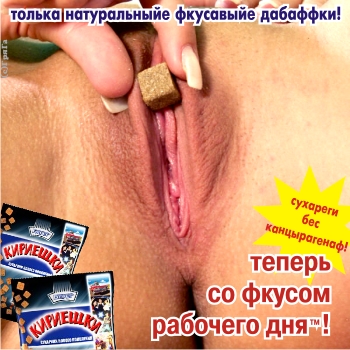 толька натуральныйе фкусавыйе дабаффки!
сухареги
бес
канцырагенаф!
КИРИЕШКИ
КИРИЕШКИ
теперь
со фкусом
рабочего дня™!